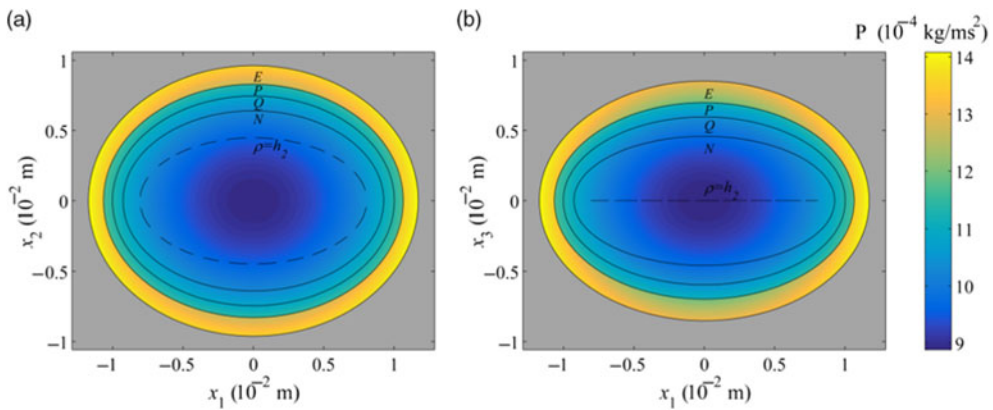 (a)
(b)
P (10⁻⁴ kg/ms²)
1
0.5
0
−0.5
−1
x₂ (10⁻² m)
E
P
Q
N
ρ=h₂
−1
−0.5
0
0.5
1
x₁ (10⁻² m)
1
0.5
0
−0.5
−1
x₃ (10⁻² m)
E
P
Q
N
ρ=h₂
−1
−0.5
0
0.5
1
x₁ (10⁻² m)
14
13
12
11
10
9